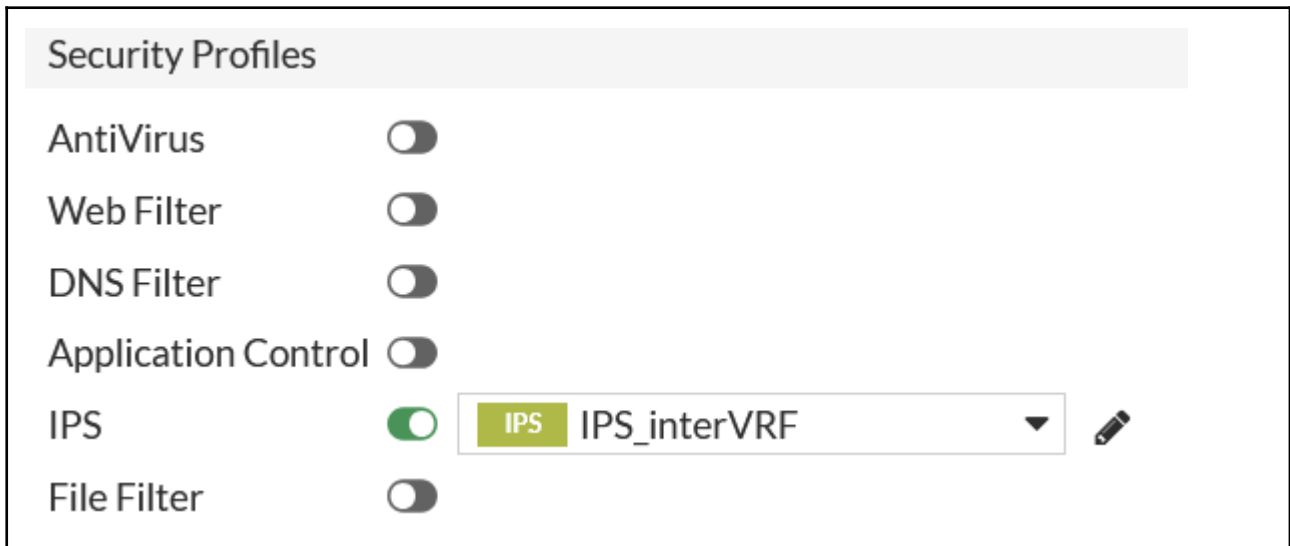 Security Profiles
AntiVirus
Web Filter
DNS Filter
Application Control
IPS IPS IPS_interVRF
File Filter